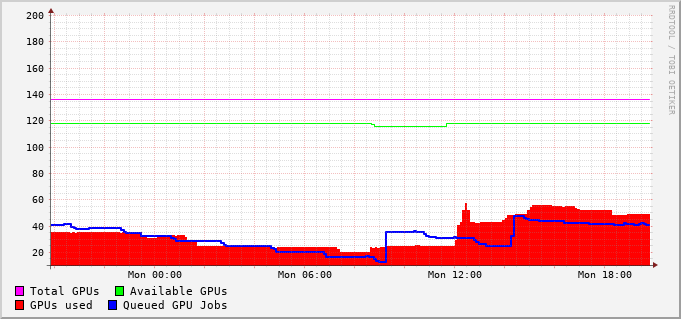 200
180
160
140
120
100
80
60
40
20
Mon 00:00 Mon 06:00 Mon 12:00 Mon 18:00
Total GPUs Available GPUs
GPUs used Queued GPU Jobs
RRDTOOL / TOBI OETIKER